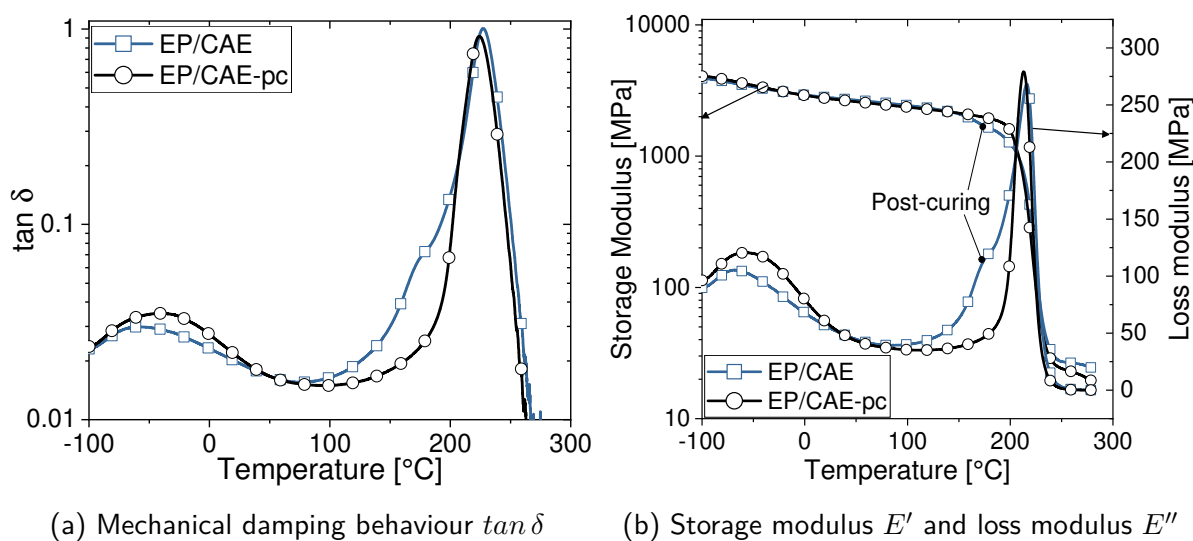 1
0.1
0.01
tan δ
EP/CAE
EP/CAE-pc
-100
0
100
200
300
Temperature [°C]
(a) Mechanical damping behaviour tan δ
10000
1000
100
10
Storage Modulus [MPa]
EP/CAE
EP/CAE-pc
Post-curing
-100
0
100
200
300
Temperature [°C]
300
250
200
150
100
50
0
Loss modulus [MPa]
(b) Storage modulus E′ and loss modulus E″